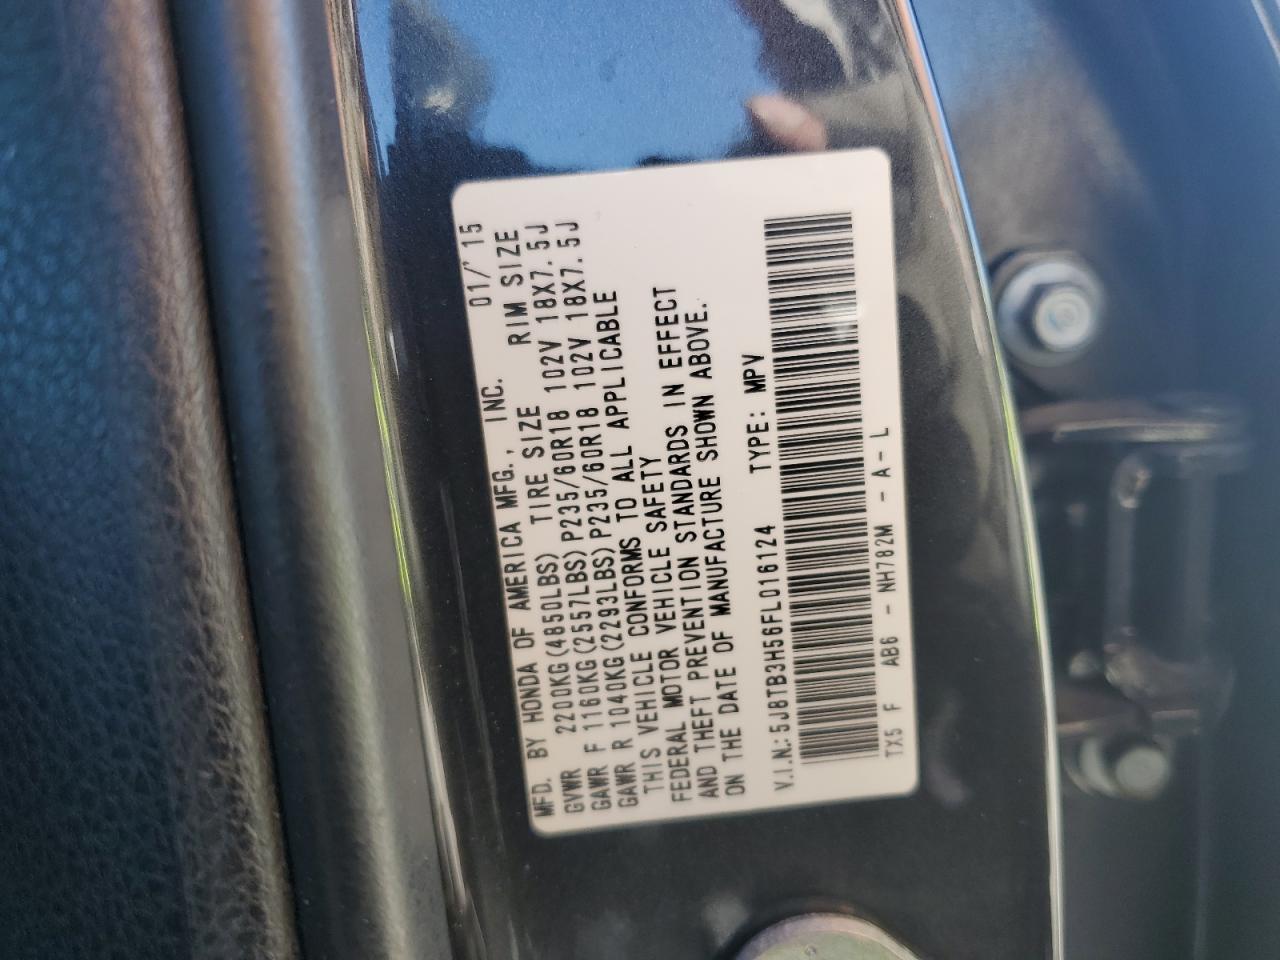 MFD. BY HONDA OF AMERICA MFG., INC. 01/'15
GVWR 2200KG(4850LBS) TIRE SIZE RIM SIZE
GAWR F 1160KG(2557LBS) P235/60R18 102V 18X7.5J
GAWR R 1040KG(2293LBS) P235/60R18 102V 18X7.5J
THIS VEHICLE CONFORMS TO ALL APPLICABLE
FEDERAL MOTOR VEHICLE SAFETY
AND THEFT PREVENTION STANDARDS IN EFFECT
ON THE DATE OF MANUFACTURE SHOWN ABOVE.
V.I.N.: 5J8TB3H56FL016124 TYPE: MPV
TX5 F AB6 - NH782M - A - L